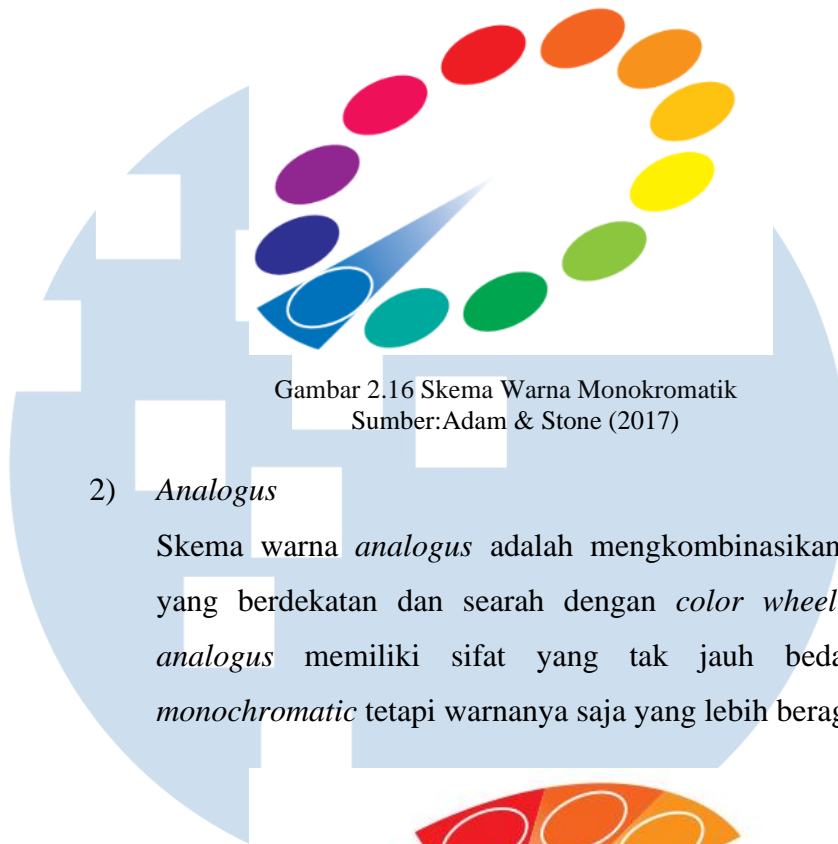 Gambar 2.16 Skema Warna Monokromatik
Sumber:Adam & Stone (2017)
2) Analogus
Skema warna analogus adalah mengkombinasikan
yang berdekatan dan searah dengan color wheel
analogus memiliki sifat yang tak jauh beda
monochromatic tetapi warnanya saja yang lebih berag